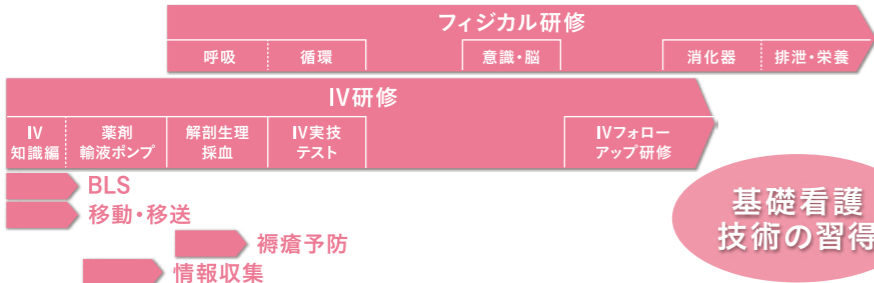 フィジカル研修
呼吸
循環
意識・脳
消化器
排泄・栄養
IV研修
IV
知識編
薬剤
輸液ポンプ
解剖生理
採血
IV実技
テスト
IVフォロー
アップ研修
BLS
移動・移送
褥瘡予防
情報収集
基礎看護
技術の習得